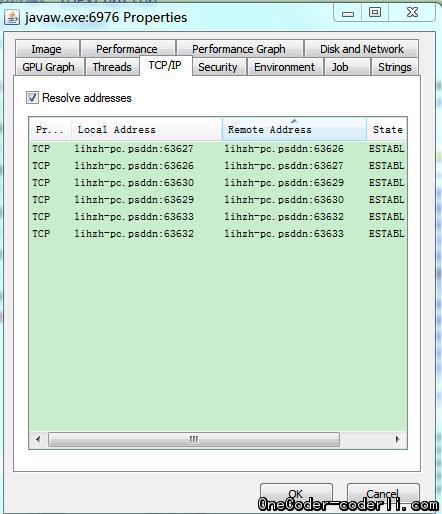 javaw.exe:6976 Properties
Image Performance Performance Graph Disk and Network
GPU Graph Threads TCP/IP Security Environment Job Strings
Resolve addresses
Pr... Local Address Remote Address State
TCP lihzh-pc.psddn:63627 lihzh-pc.psddn:63626 ESTABL
TCP lihzh-pc.psddn:63626 lihzh-pc.psddn:63627 ESTABL
TCP lihzh-pc.psddn:63630 lihzh-pc.psddn:63629 ESTABL
TCP lihzh-pc.psddn:63629 lihzh-pc.psddn:63630 ESTABL
TCP lihzh-pc.psddn:63633 lihzh-pc.psddn:63632 ESTABL
TCP lihzh-pc.psddn:63632 lihzh-pc.psddn:63633 ESTABL
OK Cancel
OneCoder-coderli.com